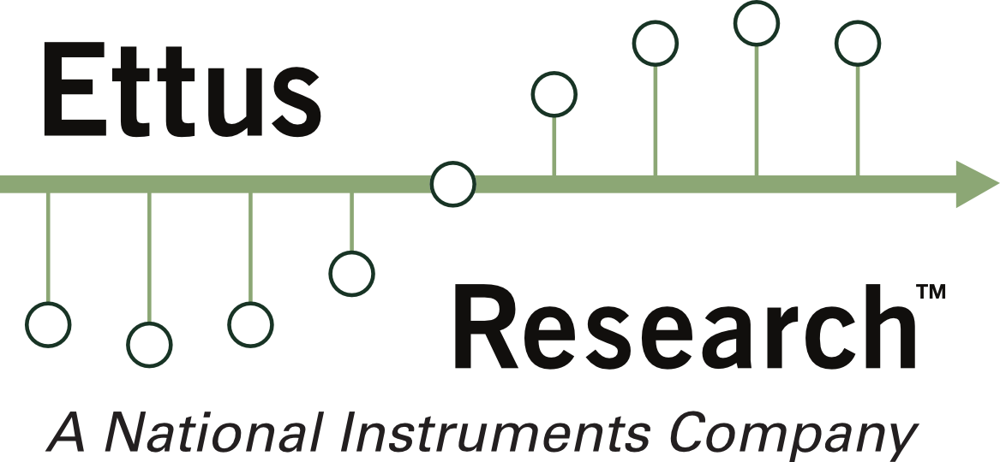 Ettus
Research™
A National Instruments Company